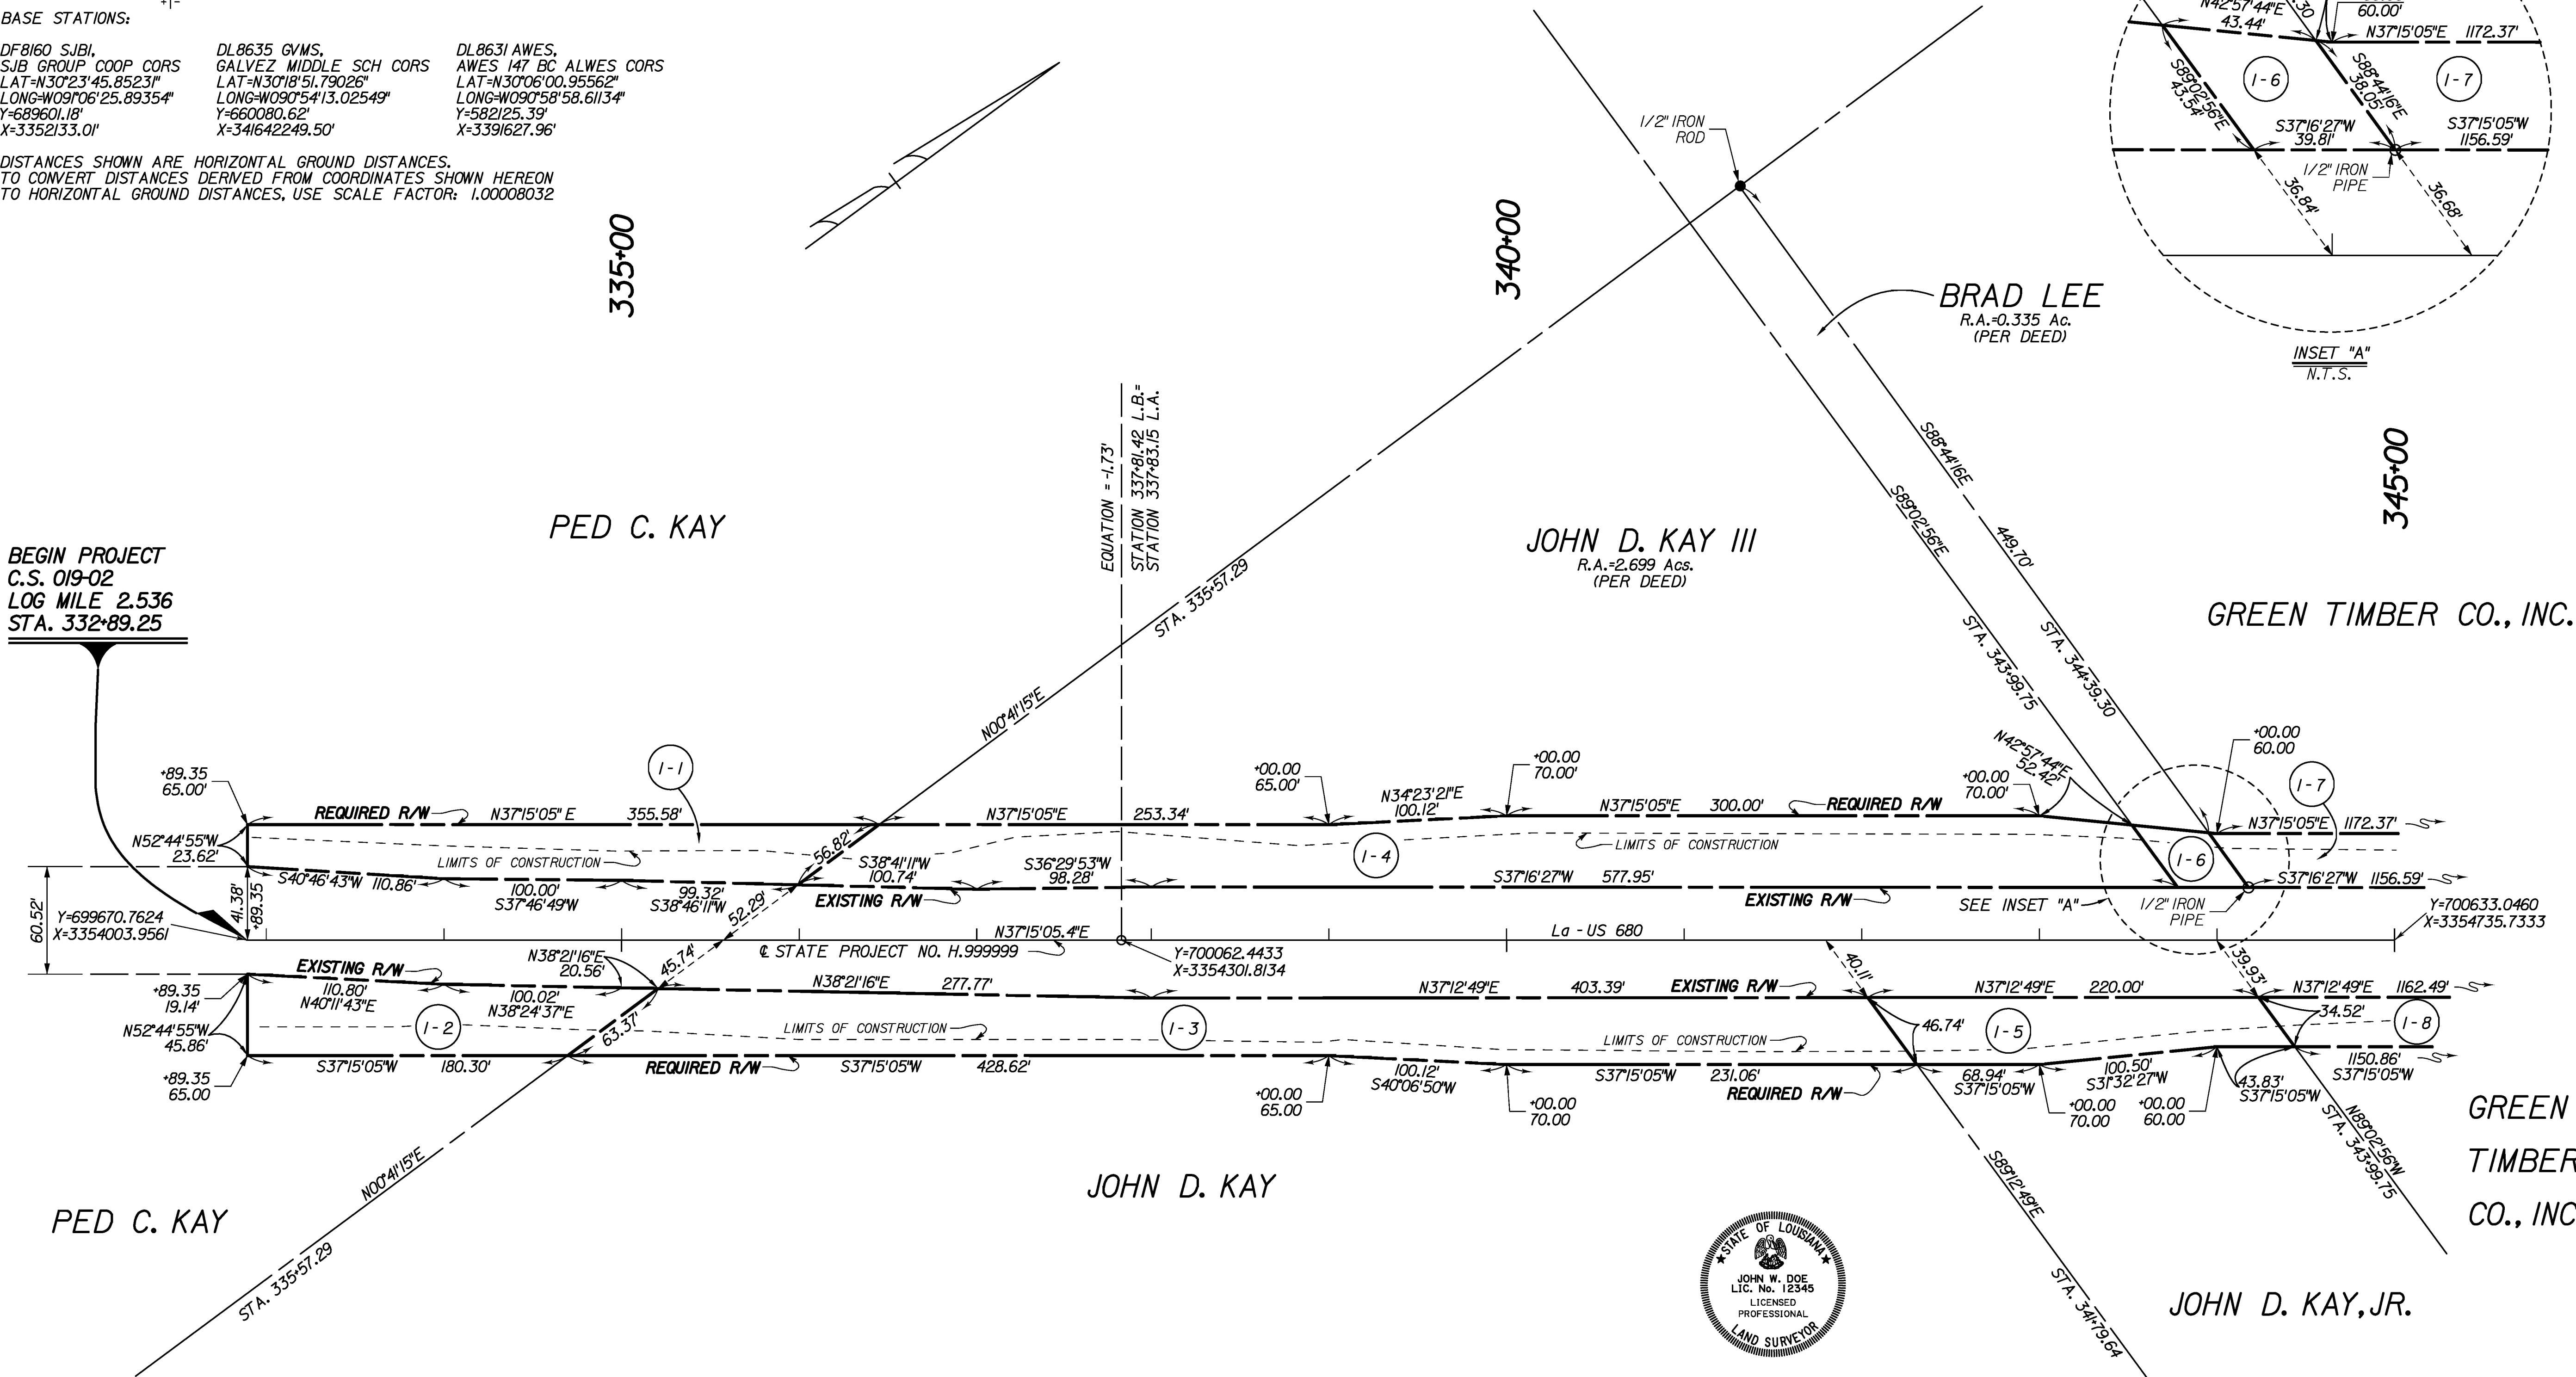 BASE STATIONS:
DF8160 SJB1,
SJB GROUP COOP CORS
LAT=N30°23'45.85231"
LONG=W091°06'25.89354"
Y=689601.18'
X=3352133.01'
DL8635 GVMS,
GALVEZ MIDDLE SCH CORS
LAT=N30°18'51.79026"
LONG=W090°54'13.02549"
Y=660080.62'
X=341642249.50'
DL8631 AWES,
AWES 147 BC ALWES CORS
LAT=N30°06'00.95562"
LONG=W090°58'58.61134"
Y=582125.39'
X=3391627.96'
DISTANCES SHOWN ARE HORIZONTAL GROUND DISTANCES.
TO CONVERT DISTANCES DERIVED FROM COORDINATES SHOWN HEREON
TO HORIZONTAL GROUND DISTANCES, USE SCALE FACTOR: 1.00008032
335+00
340+00
345+00
1/2" IRON
ROD
BRAD LEE
R.A.=0.335 Ac.
(PER DEED)
N42°57'44"E
43.44'
60.00'
N37°15'05"E 1172.37'
1-6
1-7
S89°02'56"E
43.54'
S88°44'16"E
38.05'
S37°16'27"W
39.81'
S37°15'05"W
1156.59'
1/2" IRON
PIPE
36.84'
36.68'
INSET "A"
N.T.S.
EQUATION = -1.73'
STATION 337+81.42 L.B.=
STATION 337+83.15 L.A.
PED C. KAY
JOHN D. KAY III
R.A.=2.699 Acs.
(PER DEED)
GREEN TIMBER CO., INC.
S88°44'16E
449.70'
STA. 344+39.30
S89°02'56"E
STA. 343+99.75
STA. 335+57.29
N00°41'15"E
BEGIN PROJECT
C.S. 019-02
LOG MILE 2.536
STA. 332+89.25
+89.35
65.00'
REQUIRED R/W
N37°15'05" E 355.58'
1-1
N37°15'05"E 253.34'
+00.00
65.00'
N34°23'21"E
100.12'
+00.00
70.00'
N37°15'05"E 300.00'
REQUIRED R/W
+00.00
70.00'
N42°57'44"E
52.42'
+00.00
60.00
1-7
N37°15'05"E 1172.37'
N52°44'55"W
23.62'
LIMITS OF CONSTRUCTION
56.82'
1-4
LIMITS OF CONSTRUCTION
1-6
S40°46'43"W 110.86'
100.00'
S37°46'49"W
99.32'
S38°46'11"W
S38°41'11"W
100.74'
EXISTING R/W
S36°29'53"W
98.28'
S37°16'27"W 577.95'
EXISTING R/W
SEE INSET "A"
1/2" IRON
PIPE
S37°16'27"W 1156.59'
60.52'
41.38'
+89.35
Y=699670.7624
X=3354003.9561
52.29'
N37°15'05.4"E
℄ STATE PROJECT NO. H.999999
Y=700062.4433
X=3354301.8134
La - US 680
Y=700633.0460
X=3354735.7333
EXISTING R/W
+89.35
19.14'
110.80'
N40°11'43"E
100.02'
N38°24'37"E
N38°21'16"E
20.56'
45.74'
N38°21'16"E 277.77'
N37°12'49"E 403.39'
EXISTING R/W
40.11'
N37°12'49"E 220.00'
39.93'
N37°12'49"E 1162.49'
N52°44'55"W
45.86'
1-2
63.37'
LIMITS OF CONSTRUCTION
1-3
LIMITS OF CONSTRUCTION
46.74'
1-5
34.52'
1-8
+89.35
65.00
S37°15'05"W 180.30'
REQUIRED R/W
S37°15'05"W
428.62'
+00.00
65.00
100.12'
S40°06'50"W
+00.00
70.00
S37°15'05"W 231.06'
REQUIRED R/W
68.94'
S37°15'05"W
+00.00
70.00
100.50'
S31°32'27"W
+00.00
60.00
43.83'
S37°15'05"W
1150.86'
S37°15'05"W
N89°02'56"W
STA. 343+99.75
GREEN
TIMBER
CO., INC
N00°41'15"E
STA. 335+57.29
PED C. KAY
JOHN D. KAY
S89°12'49"E
STA. 341+79.64
JOHN D. KAY, JR.
STATE OF LOUISIANA
JOHN W. DOE
LIC. No. 12345
LICENSED
PROFESSIONAL
LAND SURVEYOR